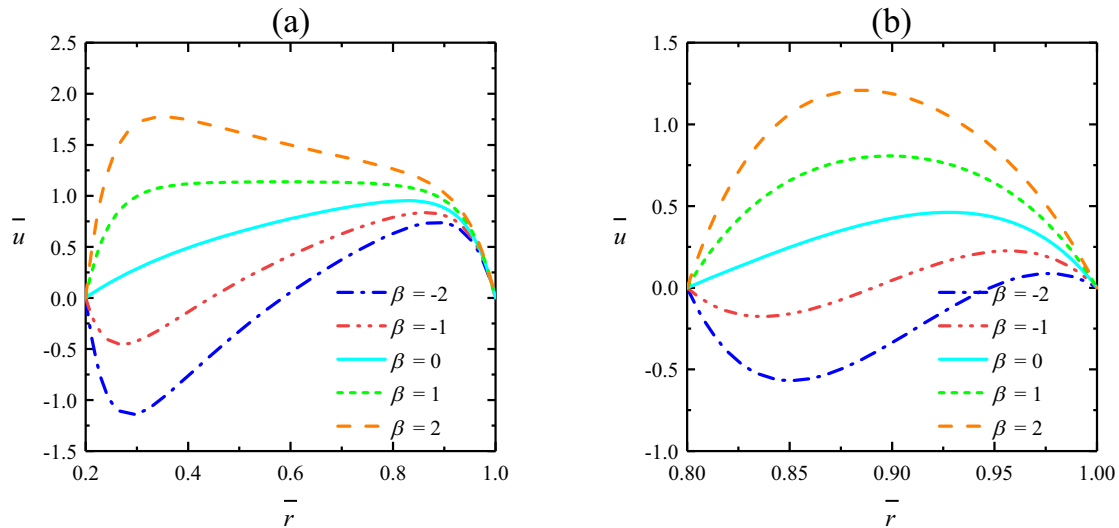 (a)
2.5
2.0
1.5
1.0
0.5
0.0
-0.5
-1.0
-1.5
u
0.2 0.4 0.6 0.8 1.0
r
β = -2
β = -1
β = 0
β = 1
β = 2
(b)
1.5
1.0
0.5
0.0
-0.5
-1.0
u
0.80 0.85 0.90 0.95 1.00
r
β = -2
β = -1
β = 0
β = 1
β = 2